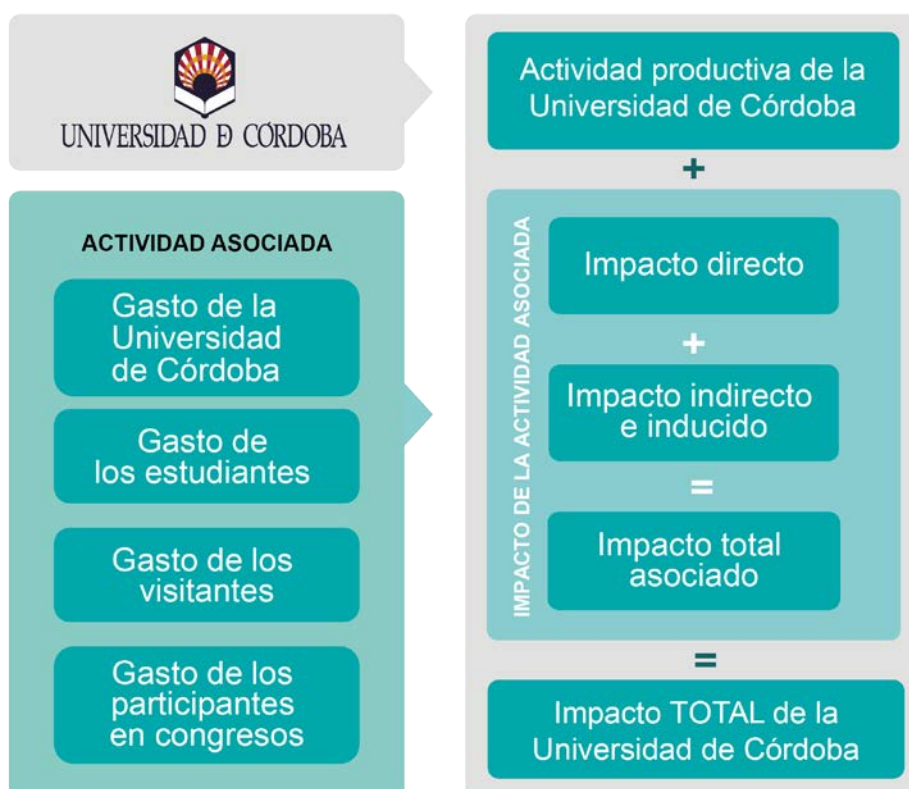 UNIVERSIDAD Đ CÓRDOBA
ACTIVIDAD ASOCIADA
Gasto de la
Universidad
de Córdoba
Gasto de
los estudiantes
Gasto de los
visitantes
Gasto de los
participantes
en congresos
Actividad productiva de la
Universidad de Córdoba
+
IMPACTO DE LA ACTIVIDAD ASOCIADA
Impacto directo
+
Impacto indirecto
e inducido
=
Impacto total
asociado
=
Impacto TOTAL de la
Universidad de Córdoba